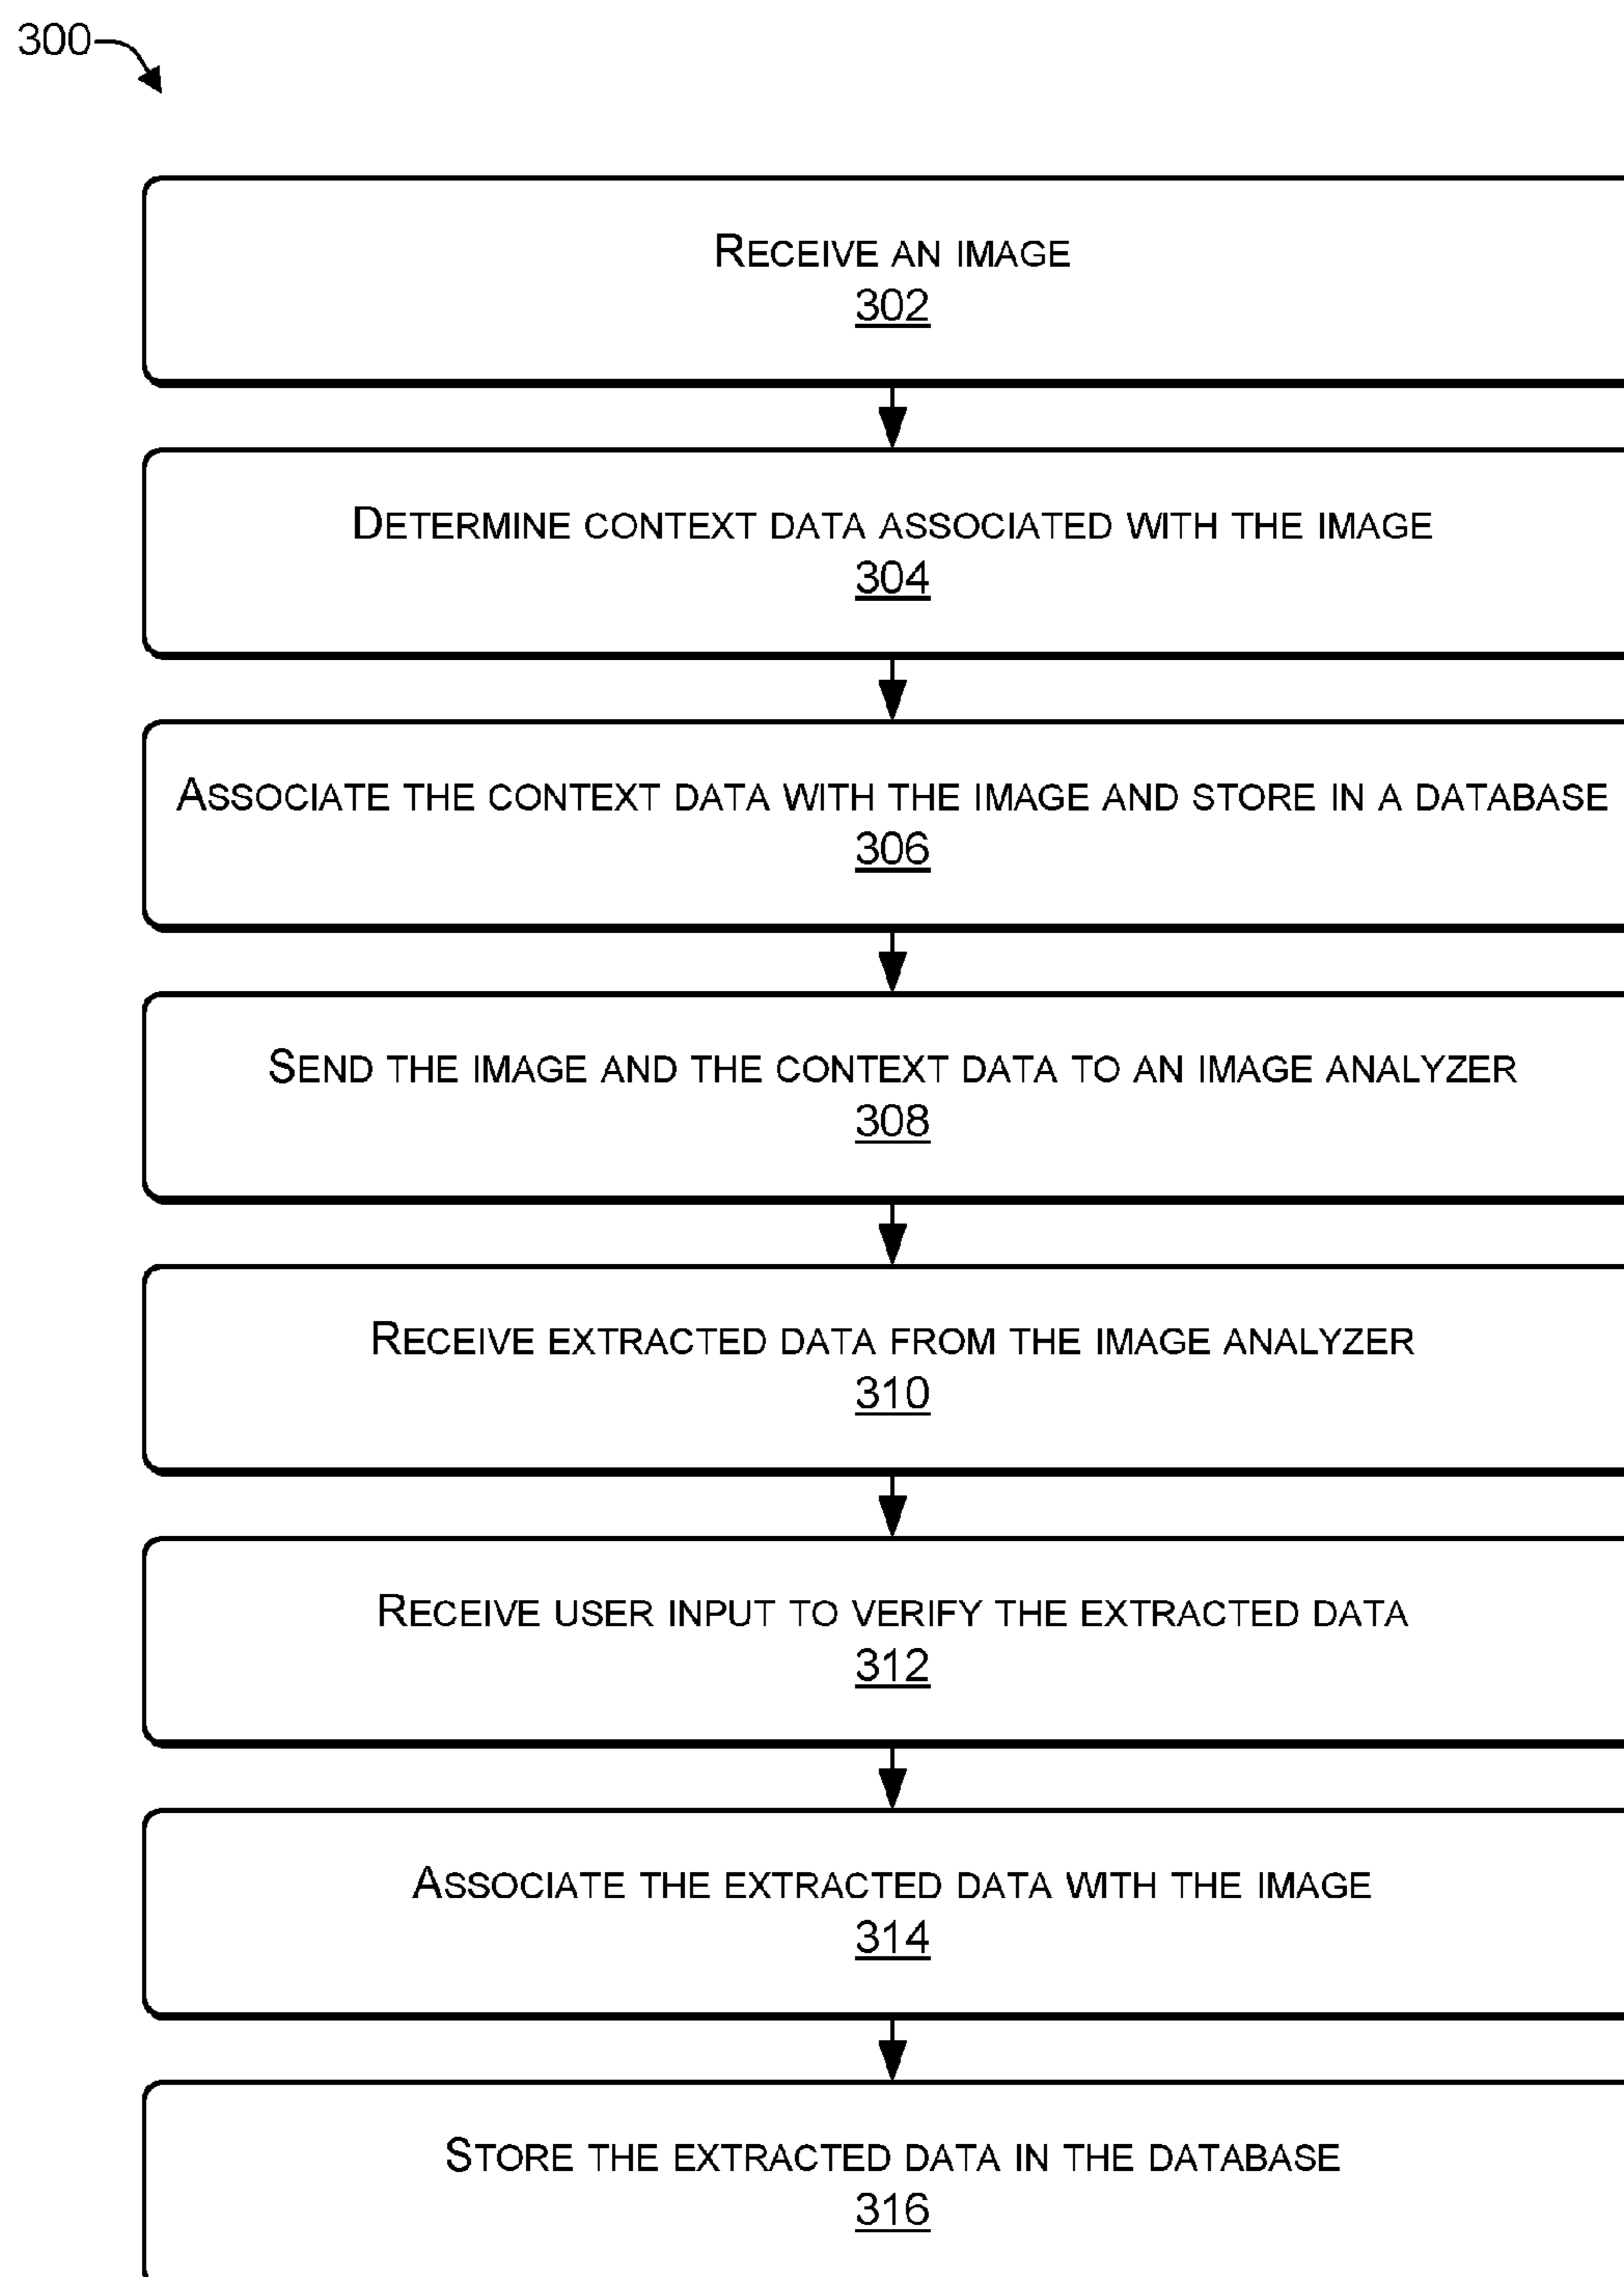 300
RECEIVE AN IMAGE
302
DETERMINE CONTEXT DATA ASSOCIATED WITH THE IMAGE
304
ASSOCIATE THE CONTEXT DATA WITH THE IMAGE AND STORE IN A DATABASE
306
SEND THE IMAGE AND THE CONTEXT DATA TO AN IMAGE ANALYZER
308
RECEIVE EXTRACTED DATA FROM THE IMAGE ANALYZER
310
RECEIVE USER INPUT TO VERIFY THE EXTRACTED DATA
312
ASSOCIATE THE EXTRACTED DATA WITH THE IMAGE
314
STORE THE EXTRACTED DATA IN THE DATABASE
316